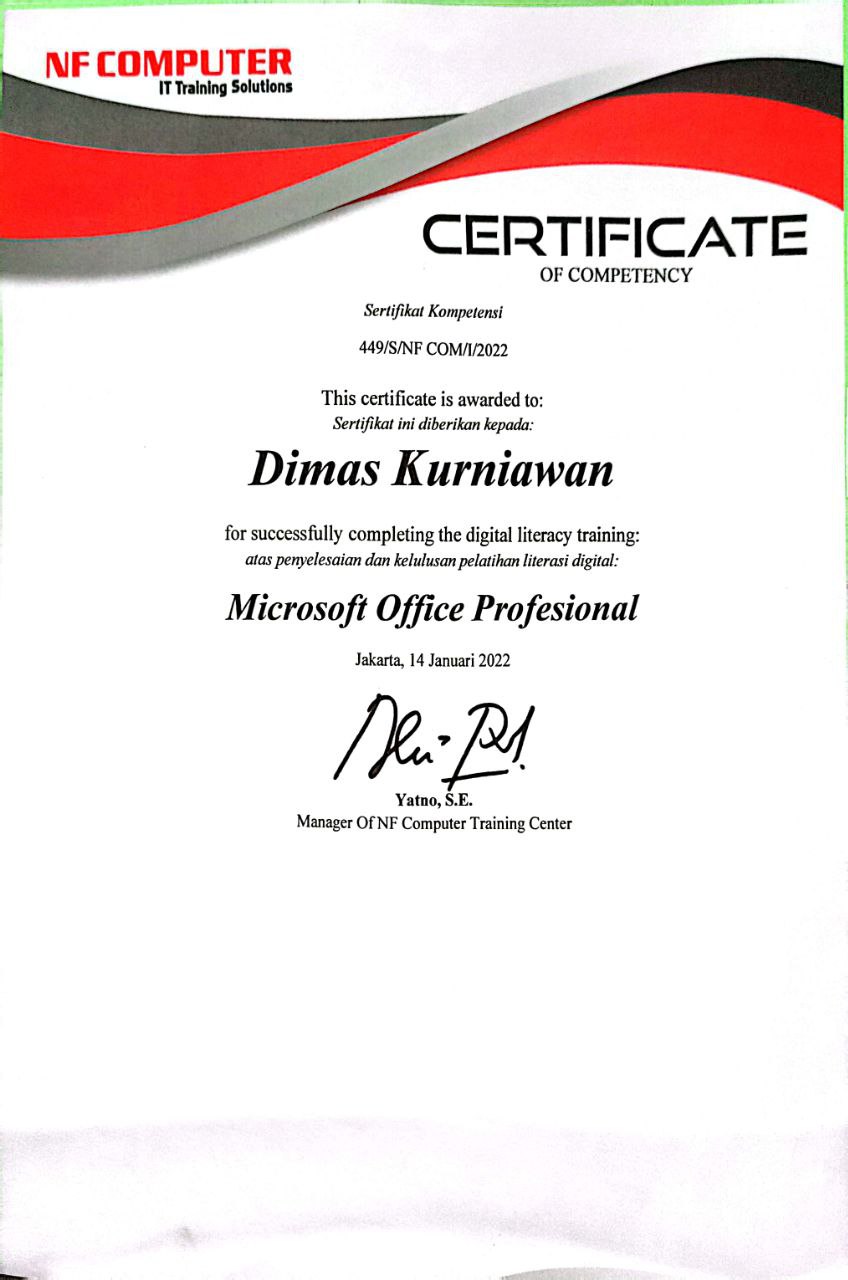 NF COMPUTER
IT Training Solutions
CERTIFICATE
OF COMPETENCY
Sertifikat Kompetensi
449/S/NF COM/I/2022
This certificate is awarded to:
Sertifikat ini diberikan kepada:
Dimas Kurniawan
for successfully completing the digital literacy training:
atas penyelesaian dan kelulusan pelatihan literasi digital:
Microsoft Office Profesional
Jakarta, 14 Januari 2022
Yatno, S.E.
Manager Of NF Computer Training Center